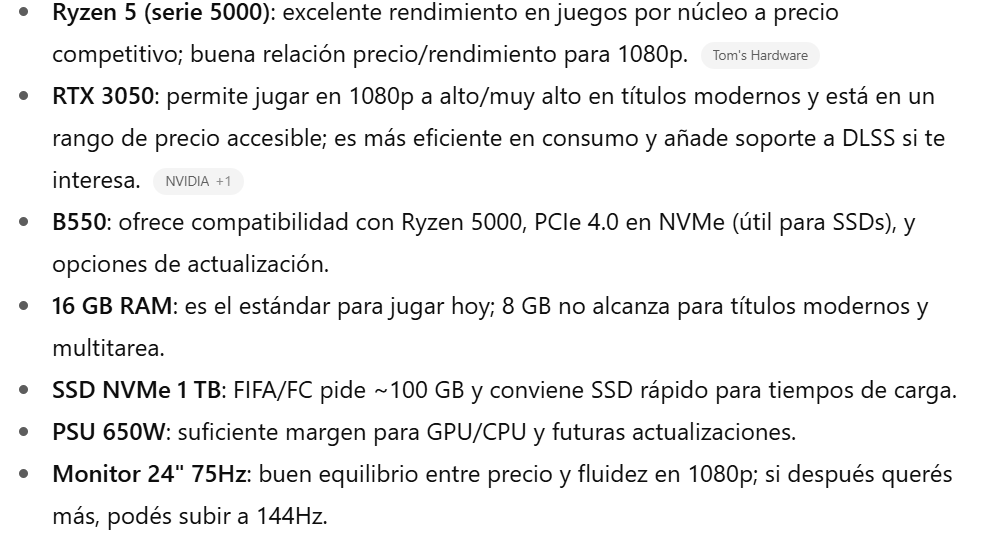 • Ryzen 5 (serie 5000): excelente rendimiento en juegos por núcleo a precio
competitivo; buena relación precio/rendimiento para 1080p. Tom's Hardware
• RTX 3050: permite jugar en 1080p a alto/muy alto en títulos modernos y está en un
rango de precio accesible; es más eficiente en consumo y añade soporte a DLSS si te
interesa. NVIDIA +1
• B550: ofrece compatibilidad con Ryzen 5000, PCIe 4.0 en NVMe (útil para SSDs), y
opciones de actualización.
• 16 GB RAM: es el estándar para jugar hoy; 8 GB no alcanza para títulos modernos y
multitarea.
• SSD NVMe 1 TB: FIFA/FC pide ~100 GB y conviene SSD rápido para tiempos de carga.
• PSU 650W: suficiente margen para GPU/CPU y futuras actualizaciones.
• Monitor 24" 75Hz: buen equilibrio entre precio y fluidez en 1080p; si después querés
más, podés subir a 144Hz.